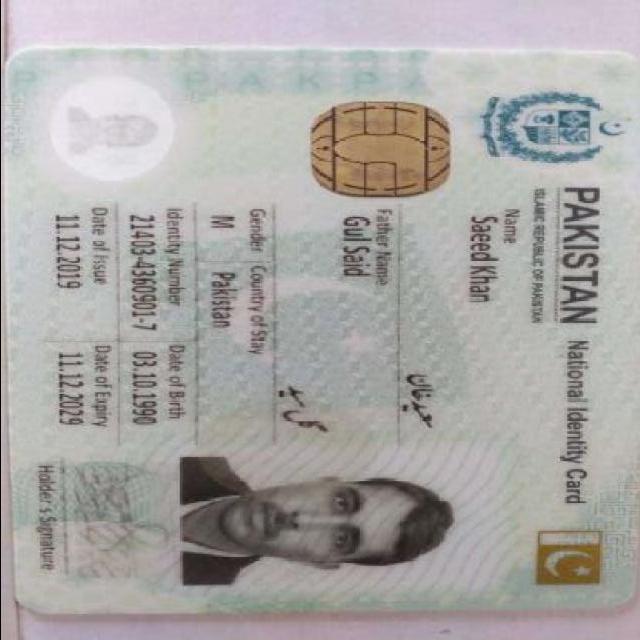 PAKISTAN National Identity Card
ISLAMIC REPUBLIC OF PAKISTAN
Name
Saeed Khan
سعید خان
Father Name
Gul Said
گل سید
Gender Country of Stay
M Pakistan
Identity Number Date of Birth
21403-4360901-7 03.10.1990
Date of Issue Date of Expiry
11.12.2019 11.12.2029
Holder's Signature